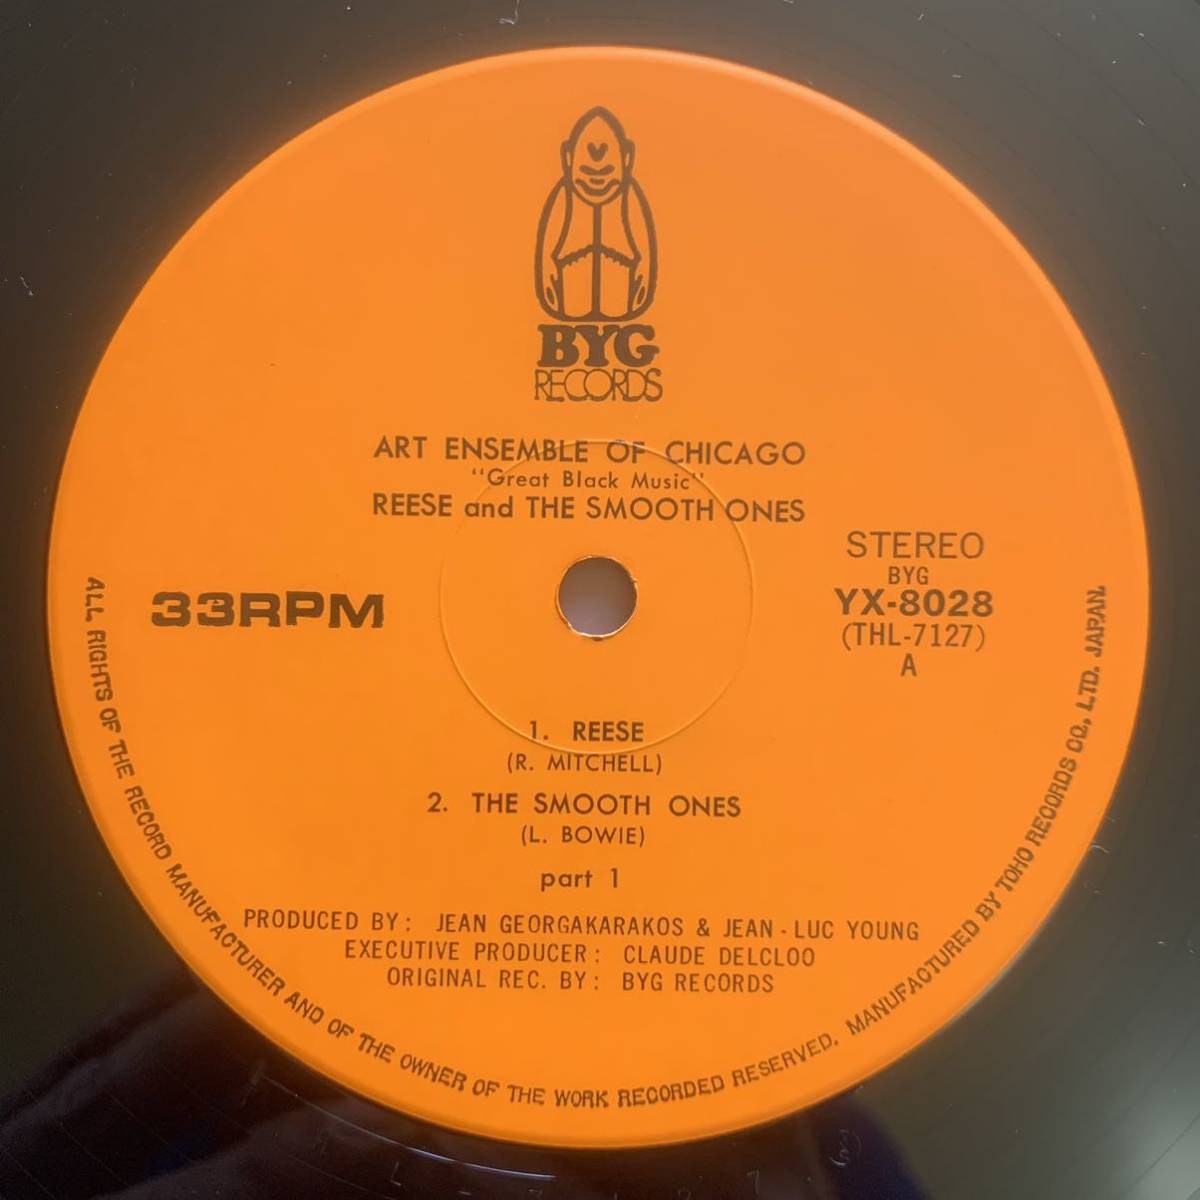 BYG
RECORDS
ART ENSEMBLE OF CHICAGO
"Great Black Music"
REESE and THE SMOOTH ONES
33RPM
STEREO
BYG
YX-8028
(THL-7127)
A
1. REESE
(R. MITCHELL)
2. THE SMOOTH ONES
(L. BOWIE)
part 1
PRODUCED BY: JEAN GEORGAKARAKOS & JEAN-LUC YOUNG
EXECUTIVE PRODUCER: CLAUDE DELCLOO
ORIGINAL REC. BY: BYG RECORDS
ALL RIGHTS OF THE RECORD MANUFACTURER AND OF THE OWNER OF THE WORK RECORDED RESERVED. MANUFACTURED BY TOHO RECORDS CO., LTD. JAPAN.